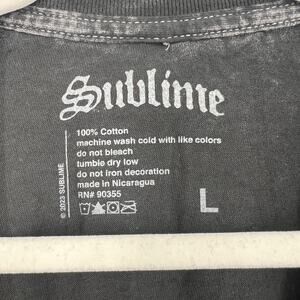 Sublime
100% Cotton
machine wash cold with like colors
do not bleach
tumble dry low
do not iron decoration
made in Nicaragua
RN# 90355
L
© 2023 SUBLIME